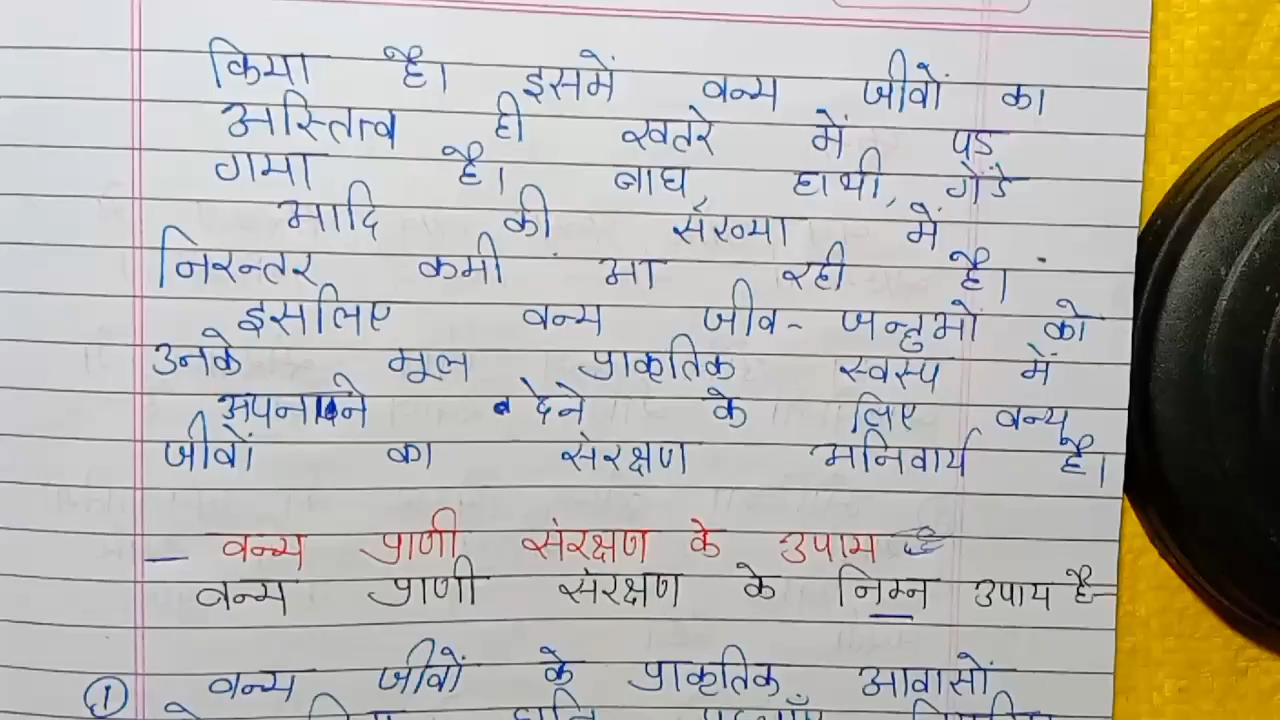 किया है। इसमें वन्य जीवों का
अस्तित्व ही खतरे में पड
गया है। बाघ, हाथी, गेंडे
आदि की संख्या में
निरन्तर कमी आ रही है।
इसलिए वन्य जीव- जन्तुओं को
उनके मूल प्राकृतिक स्वरूप में
अपनाने देने के लिए वन्य
जीवों का संरक्षण अनिवार्य है।
वन्य प्राणी संरक्षण के उपाय
वन्य प्राणी संरक्षण के निम्न उपाय है-
① वन्य जीवों के प्राकृतिक आवासों